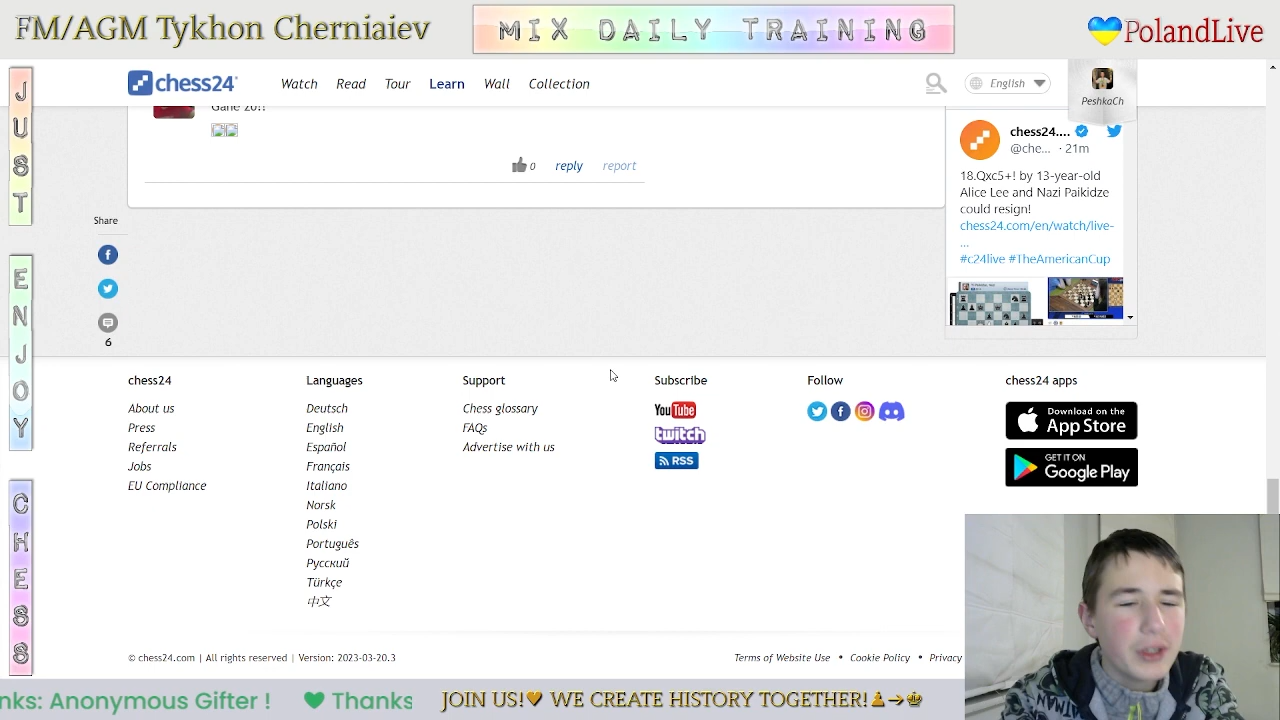 FM/AGM Tykhon Cherniaiev
MIX DAILY TRAINING
PolandLive
JUST
ENJOY
CHESS
chess24
Watch
Read
Tour
Learn
Wall
Collection
English
PeshkaCh
Game 20!!
0
reply
report
Share
6
chess24....
@che... · 21m
18.Qxc5+! by 13-year-old
Alice Lee and Nazi Paikidze
could resign!
chess24.com/en/watch/live-
...
#c24live #TheAmericanCup
chess24
About us
Press
Referrals
Jobs
EU Compliance
Languages
Deutsch
English
Español
Français
Italiano
Norsk
Polski
Português
Русский
Türkçe
中文
Support
Chess glossary
FAQs
Advertise with us
Subscribe
YouTube
twitch
RSS
Follow
chess24 apps
Download on the
App Store
GET IT ON
Google Play
© chess24.com | All rights reserved | Version: 2023-03-20.3
Terms of Website Use • Cookie Policy • Privacy
nks: Anonymous Gifter !
Thanks
JOIN US! WE CREATE HISTORY TOGETHER!
BATMAN